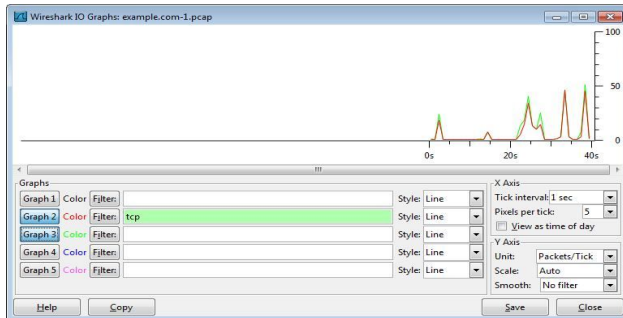 Wireshark IO Graphs: example.com-1.pcap
100
50
0
0s 20s 40s
Graphs
Graph 1 Color Filter: Style: Line
Graph 2 Color Filter: tcp Style: Line
Graph 3 Color Filter: Style: Line
Graph 4 Color Filter: Style: Line
Graph 5 Color Filter: Style: Line
X Axis
Tick interval: 1 sec
Pixels per tick: 5
View as time of day
Y Axis
Unit: Packets/Tick
Scale: Auto
Smooth: No filter
Help Copy Save Close